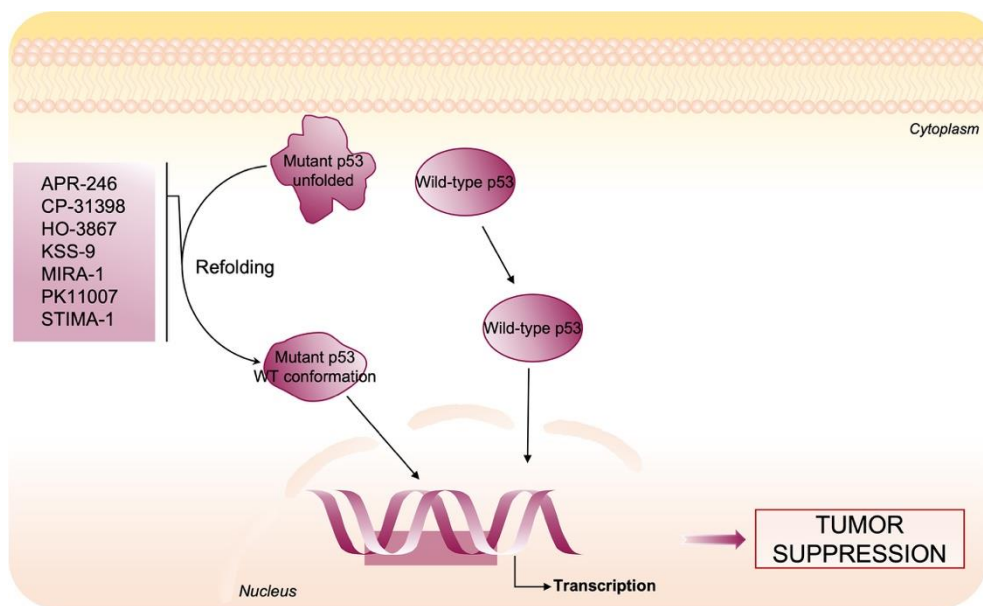 Cytoplasm
Mutant p53
unfolded
Wild-type p53
APR-246
CP-31398
HO-3867
KSS-9
MIRA-1
PK11007
STIMA-1
Refolding
Wild-type p53
Mutant p53
WT conformation
TUMOR
SUPPRESSION
Nucleus
Transcription